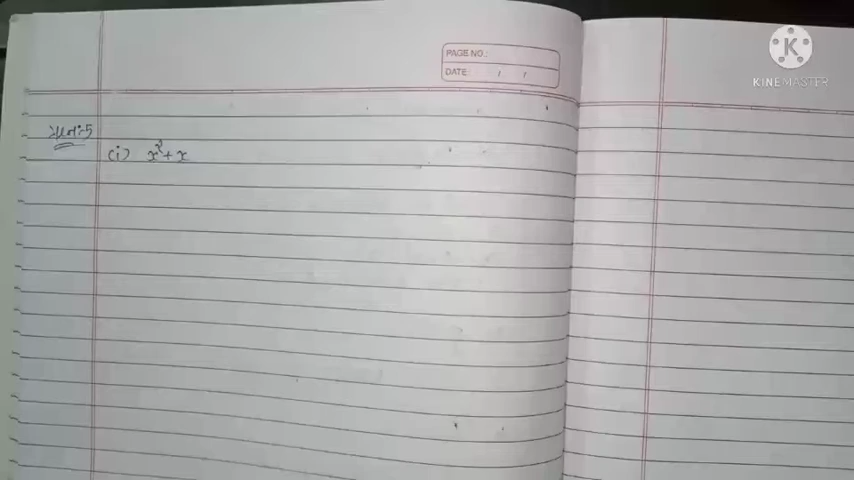 PAGE NO.:
DATE: / /
KINEMASTER
(i) x² + x